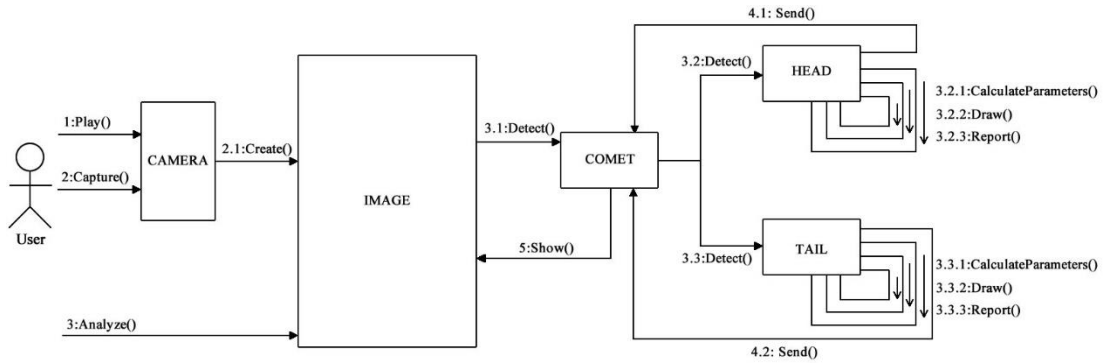 4.1: Send()
3.2:Detect()
HEAD
3.2.1:CalculateParameters()
3.2.2:Draw()
3.2.3:Report()
1:Play()
CAMERA
2.1:Create()
2:Capture()
User
IMAGE
3.1:Detect()
COMET
5:Show()
3.3:Detect()
TAIL
3.3.1:CalculateParameters()
3.3.2:Draw()
3.3.3:Report()
3:Analyze()
4.2: Send()